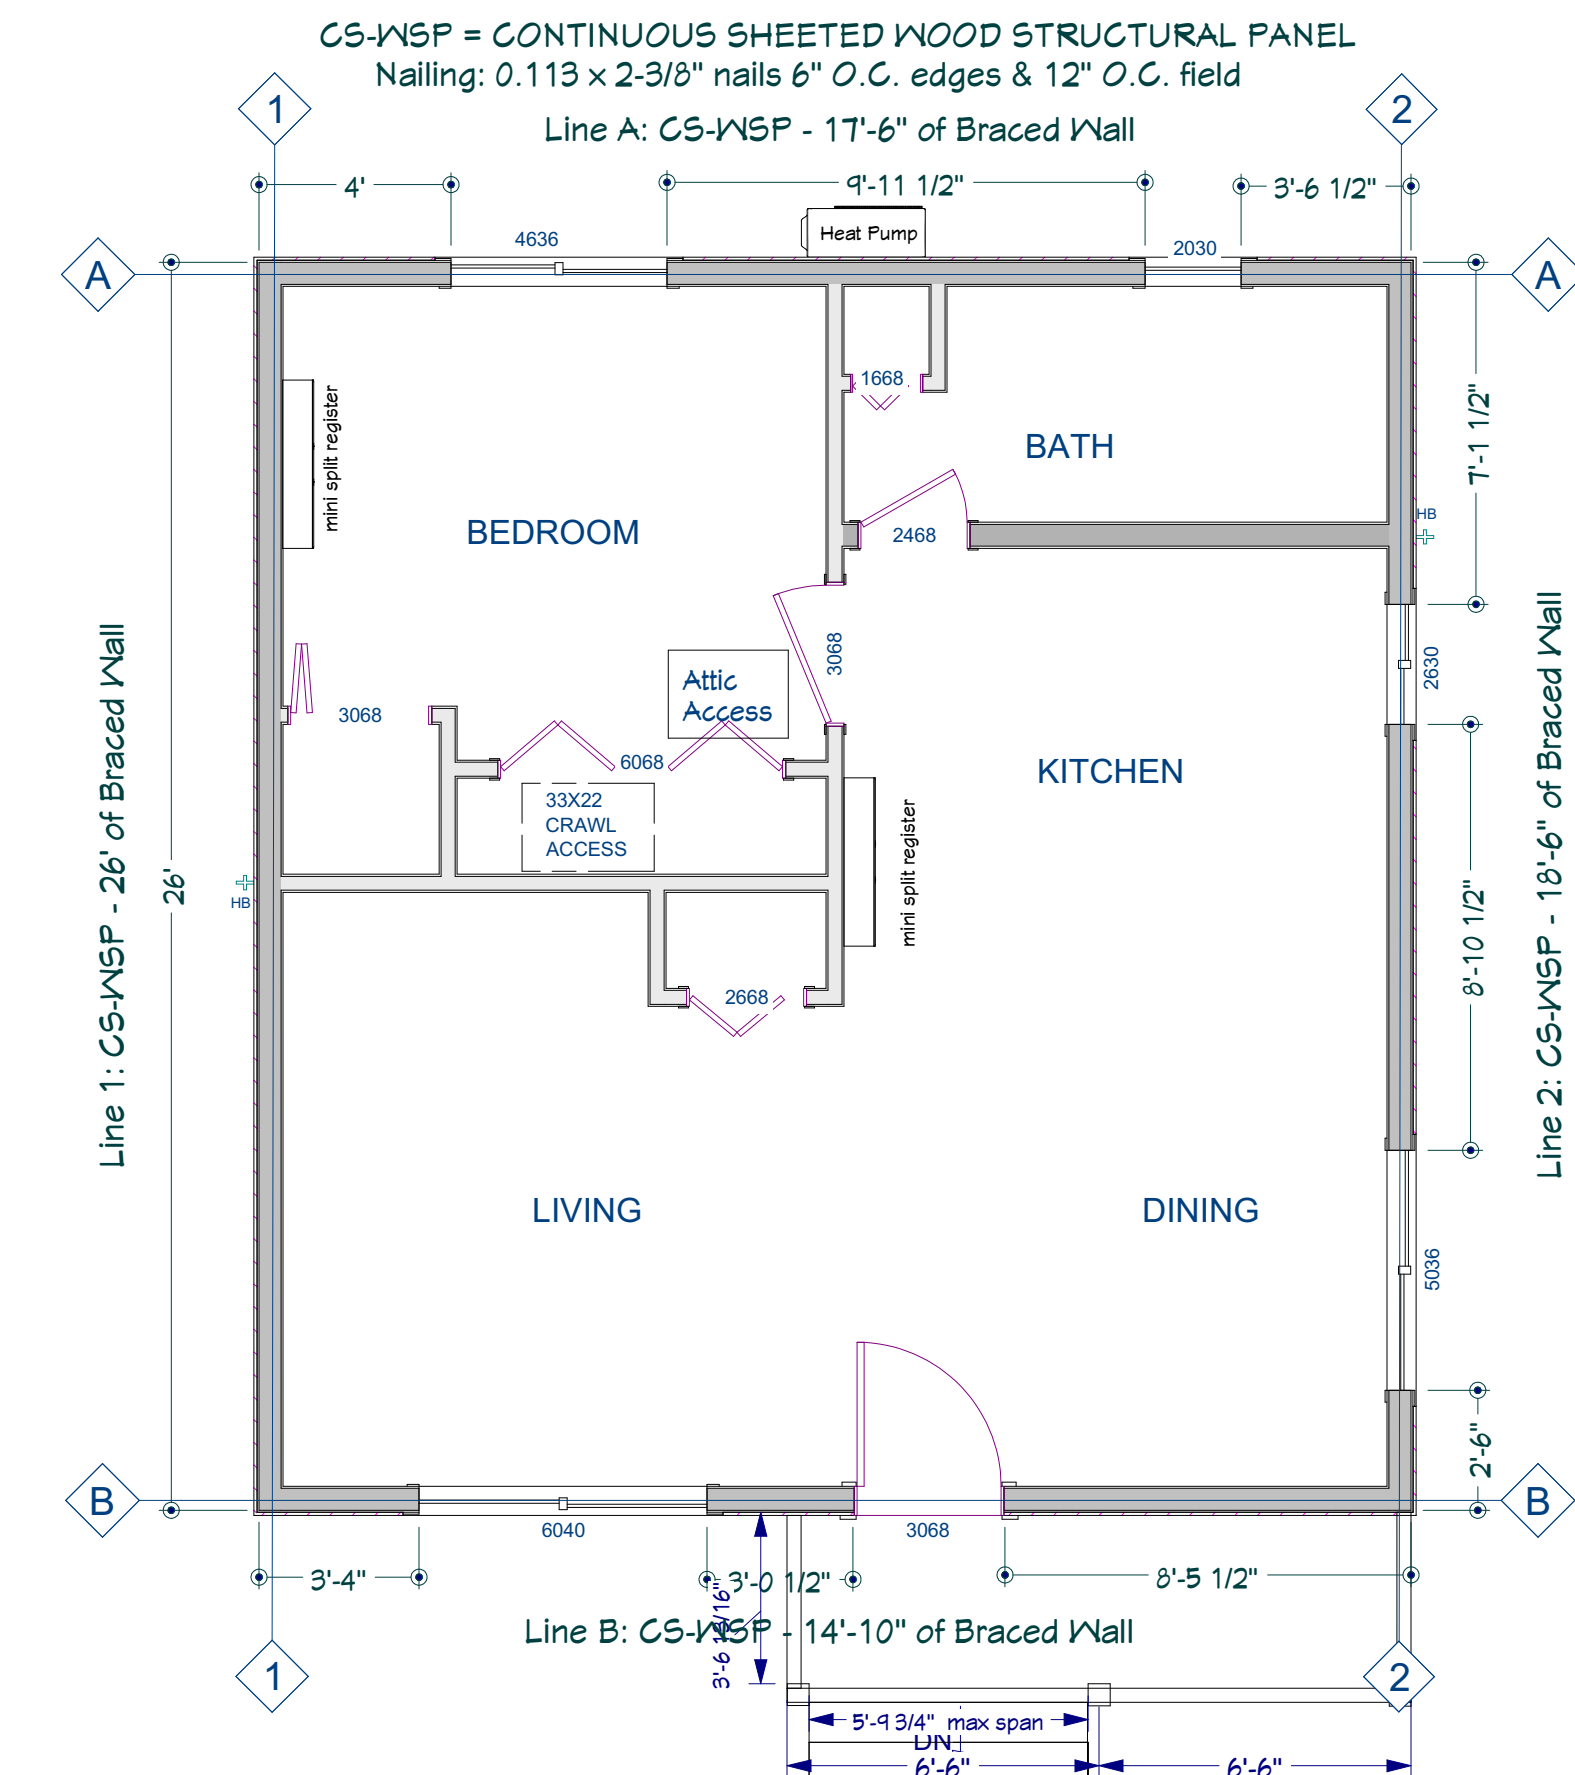 CS-WSP = CONTINUOUS SHEETED WOOD STRUCTURAL PANEL
Nailing: 0.113 x 2-3/8" nails 6" O.C. edges & 12" O.C. field
1
2
Line A: CS-WSP - 17'-6" of Braced Wall
4'
9'-11 1/2"
3'-6 1/2"
4636
Heat Pump
2030
A
A
1668
mini split register
7'-1 1/2"
BATH
BEDROOM
2468
HB
3068
2630
Attic
Access
3068
6068
KITCHEN
33X22
CRAWL
ACCESS
mini split register
Line 1: CS-WSP - 26' of Braced Wall
26'
HB
8'-10 1/2"
Line 2: CS-WSP - 18'-6" of Braced Wall
2668
LIVING
DINING
5036
2'-6"
B
B
6040
3068
3'-4"
3'-0 1/2"
8'-5 1/2"
3'-6 13/16"
Line B: CS-WSP - 14'-10" of Braced Wall
1
2
5'-9 3/4" max span
DN
6'-6"
6'-6"